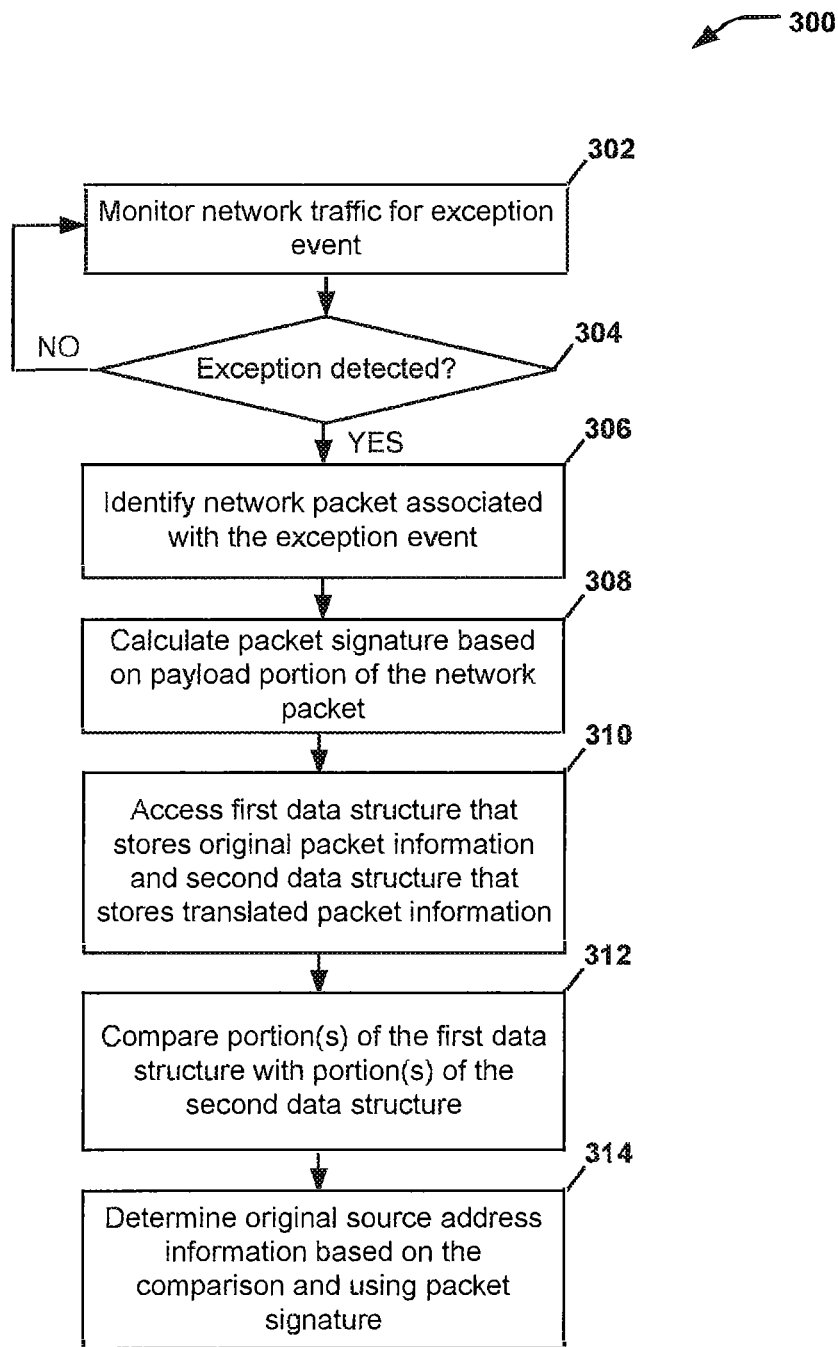 300
302
Monitor network traffic for exception
event
304
NO
Exception detected?
YES
306
Identify network packet associated
with the exception event
308
Calculate packet signature based
on payload portion of the network
packet
310
Access first data structure that
stores original packet information
and second data structure that
stores translated packet information
312
Compare portion(s) of the first data
structure with portion(s) of the
second data structure
314
Determine original source address
information based on the
comparison and using packet
signature